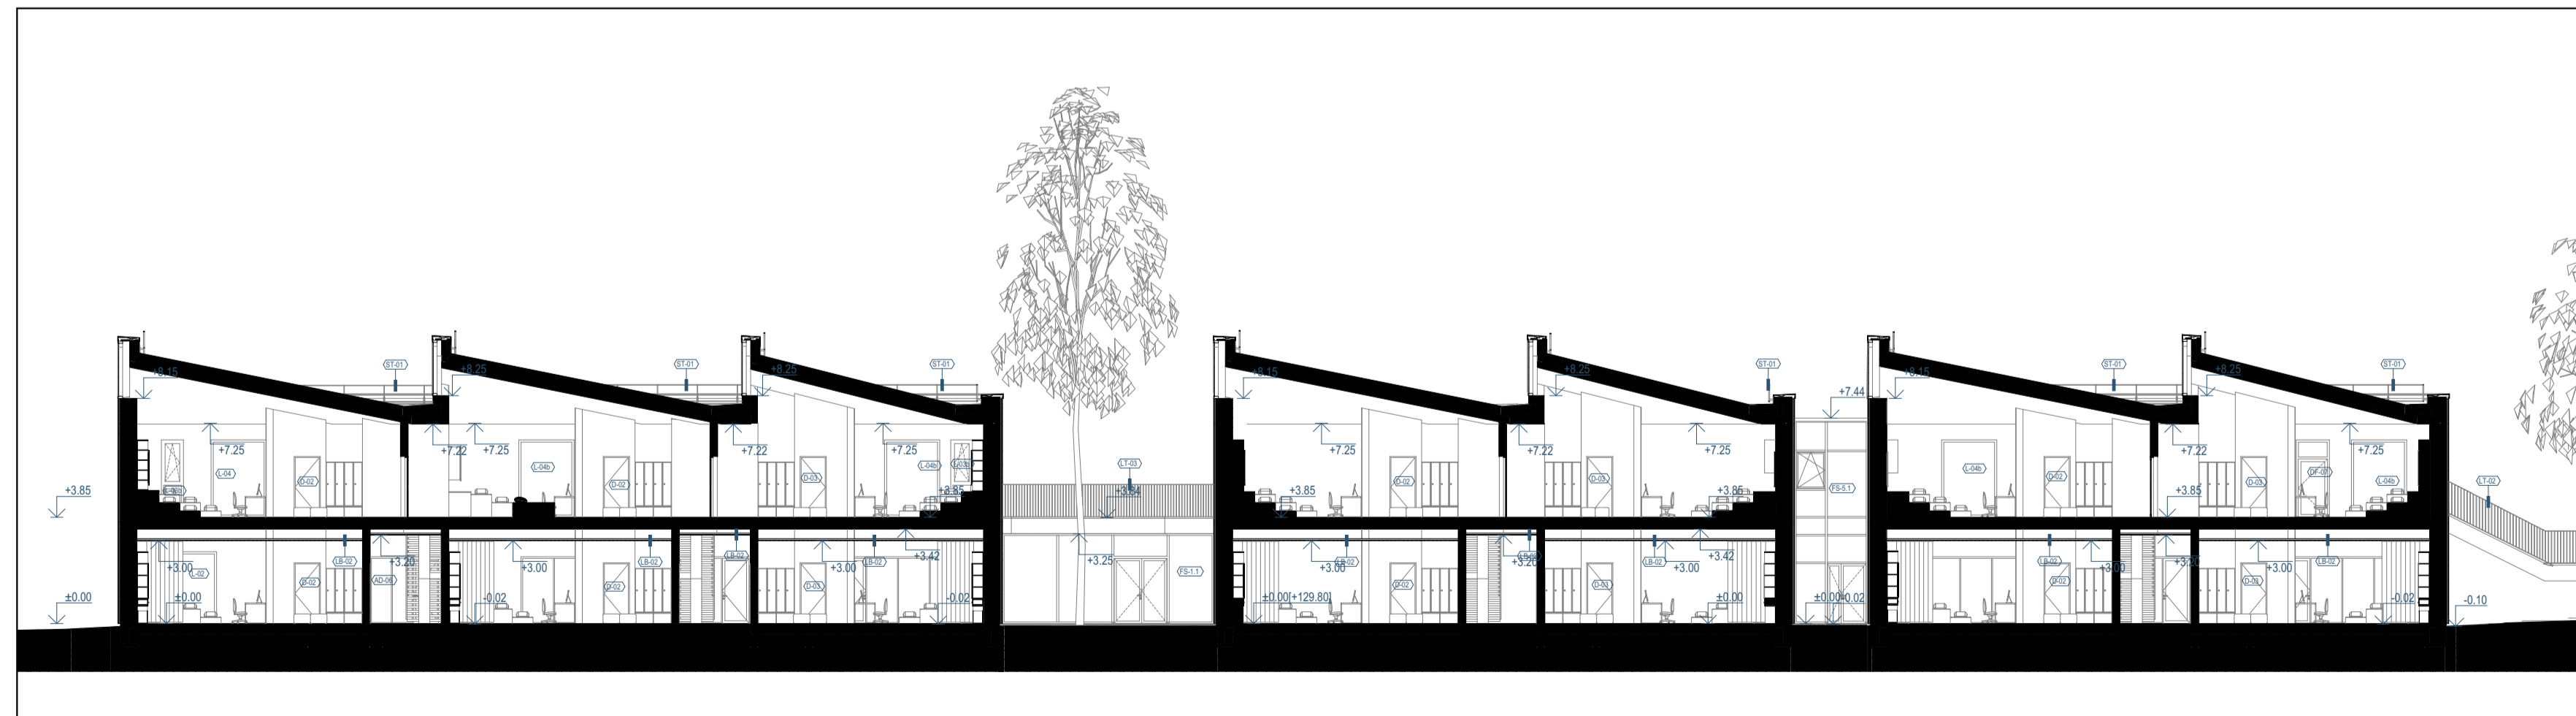 ST-01
ST-01
ST-01
ST-01
ST-01
ST-01
+8.15
+8.25
+8.25
+8.15
+8.25
+8.15
+8.25
+7.44
+7.25
+7.22
+7.25
+7.22
+7.25
+7.25
+7.22
+7.25
+7.22
+7.25
L-04
D-02
L-04b
D-02
D-03
L-04b
LT-03
D-02
D-03
FS-5.1
L-04b
D-02
D-03
DF-07
L-04b
LT-02
+3.85
+3.85
+3.84
+3.85
+3.85
+3.85
+3.00
L-02
D-02
LB-02
+3.20
AD-06
+3.00
D-02
LB-02
LB-02
D-03
+3.00
LB-02
+3.42
+3.25
FS-1.1
+3.00
LB-02
D-02
+3.20
D-03
LB-02
+3.00
+3.42
LB-02
D-02
+3.00
+3.20
D-03
+3.00
LB-02
±0.00
±0.00
-0.02
-0.02
±0.00[+129.80]
±0.00
±0.00
-0.02
-0.02
-0.10